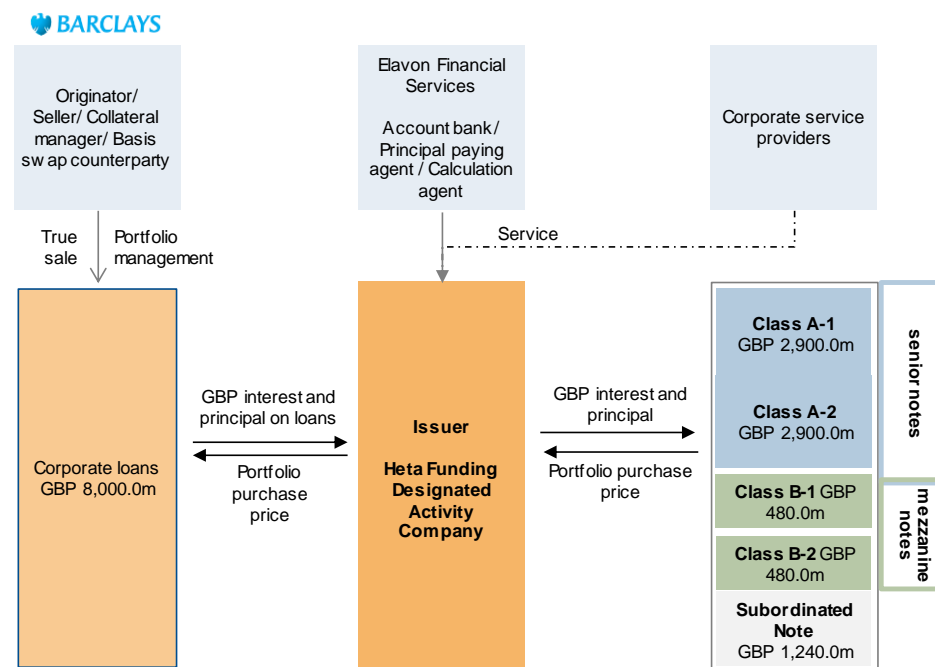 BARCLAYS
Originator/
Seller/ Collateral
manager/ Basis
swap counterparty
Elavon Financial
Services
Account bank/
Principal paying
agent / Calculation
agent
Corporate service
providers
True
sale
Portfolio
management
Service
Corporate loans
GBP 8,000.0m
GBP interest and
principal on loans
Portfolio
purchase
price
Issuer
Heta Funding
Designated
Activity
Company
GBP interest and
principal
Portfolio purchase
price
Class A-1
GBP 2,900.0m
Class A-2
GBP 2,900.0m
Class B-1 GBP
480.0m
Class B-2 GBP
480.0m
Subordinated
Note
GBP 1,240.0m
senior notes
mezzanine
notes